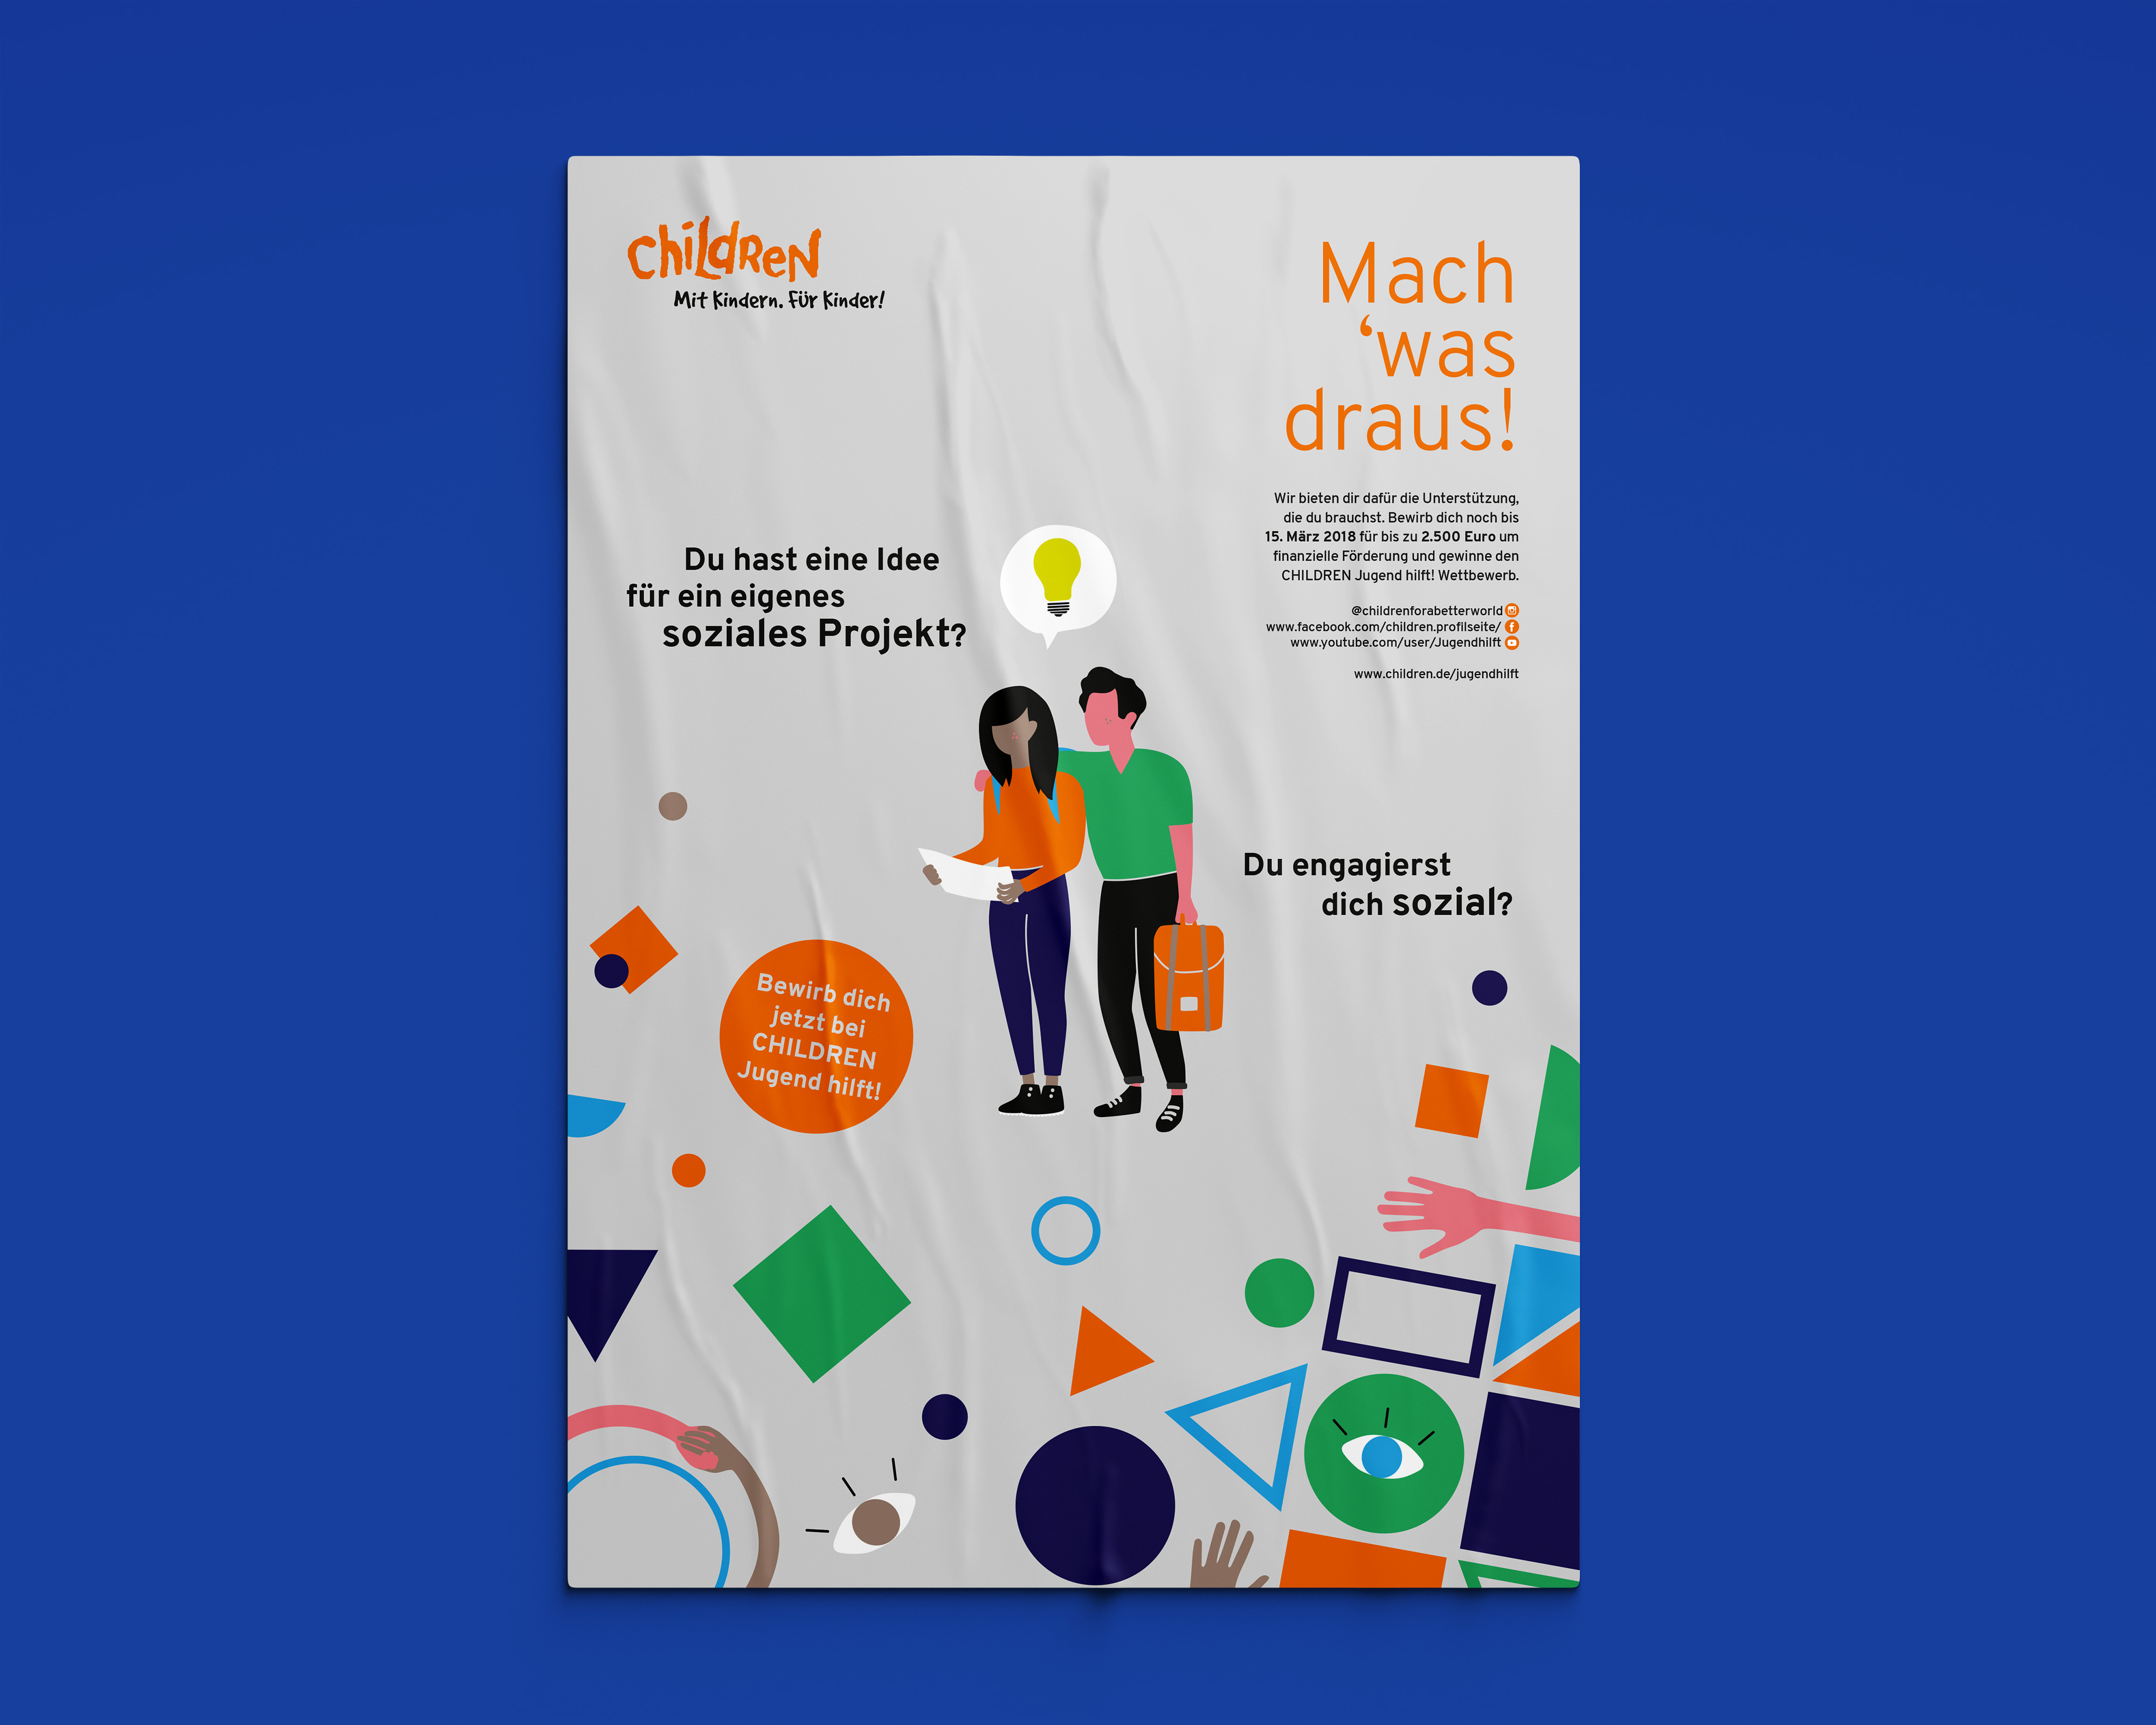 chiLdReN
Mit Kindern. Für Kinder!
Mach
‘was
draus!
Wir bieten dir dafür die Unterstützung,
die du brauchst. Bewirb dich noch bis
15. März 2018 für bis zu 2.500 Euro um
finanzielle Förderung und gewinne den
CHILDREN Jugend hilft! Wettbewerb.
@childrenforabetterworld
www.facebook.com/children.profilseite/
www.youtube.com/user/Jugendhilft
www.children.de/jugendhilft
Du hast eine Idee
für ein eigenes
soziales Projekt?
Du engagierst
dich sozial?
Bewirb dich
jetzt bei
CHILDREN
Jugend hilft!